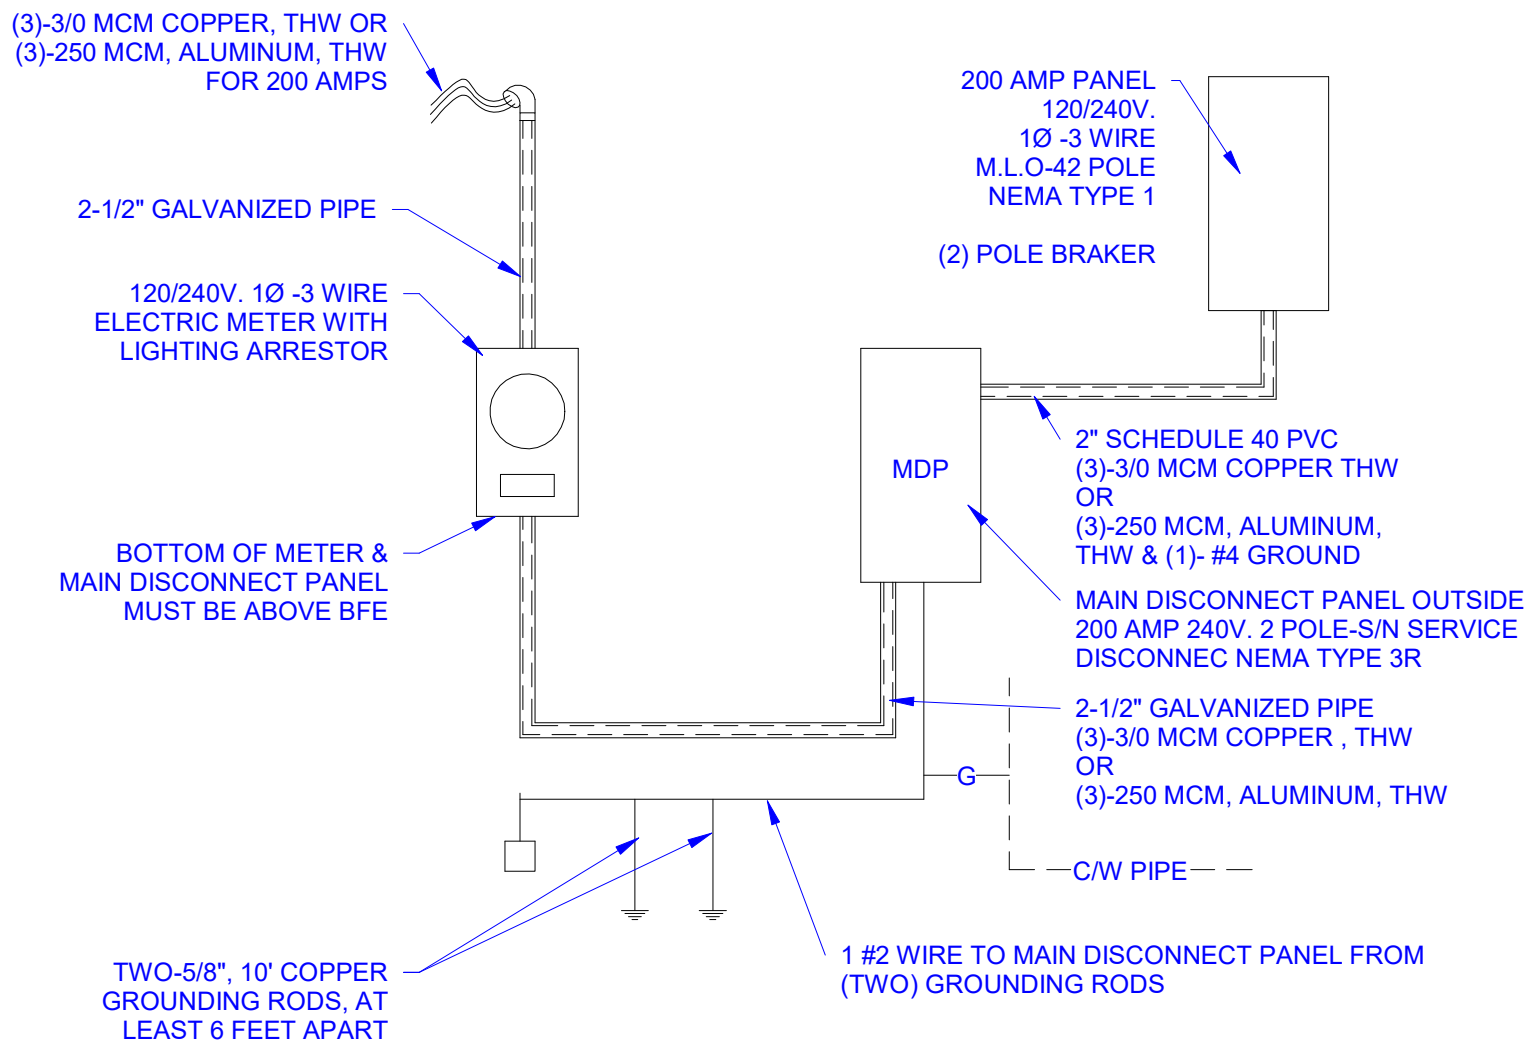 (3)-3/0 MCM COPPER, THW OR
(3)-250 MCM, ALUMINUM, THW
FOR 200 AMPS
2-1/2" GALVANIZED PIPE
120/240V. 1Ø -3 WIRE
ELECTRIC METER WITH
LIGHTING ARRESTOR
BOTTOM OF METER &
MAIN DISCONNECT PANEL
MUST BE ABOVE BFE
TWO-5/8", 10' COPPER
GROUNDING RODS, AT
LEAST 6 FEET APART
200 AMP PANEL
120/240V.
1Ø -3 WIRE
M.L.O-42 POLE
NEMA TYPE 1
(2) POLE BRAKER
MDP
2" SCHEDULE 40 PVC
(3)-3/0 MCM COPPER THW
OR
(3)-250 MCM, ALUMINUM,
THW & (1)- #4 GROUND
MAIN DISCONNECT PANEL OUTSIDE
200 AMP 240V. 2 POLE-S/N SERVICE
DISCONNEC NEMA TYPE 3R
2-1/2" GALVANIZED PIPE
(3)-3/0 MCM COPPER , THW
OR
(3)-250 MCM, ALUMINUM, THW
G
C/W PIPE
1 #2 WIRE TO MAIN DISCONNECT PANEL FROM
(TWO) GROUNDING RODS